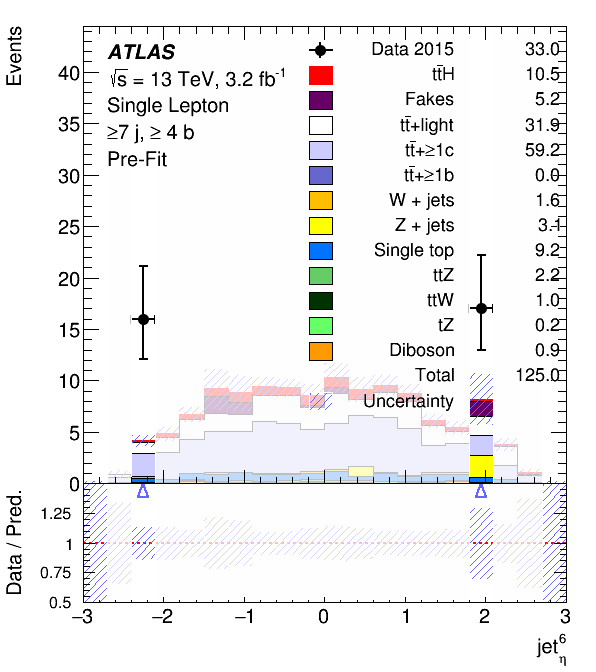 Events
ATLAS
√s = 13 TeV, 3.2 fb⁻¹
Single Lepton
≥7 j, ≥ 4 b
Pre-Fit
Data 2015 33.0
tt̄H 10.5
Fakes 5.2
tt̄+light 31.9
tt̄+≥1c 59.2
tt̄+≥1b 0.0
W + jets 1.6
Z + jets 3.1
Single top 9.2
ttZ 2.2
ttW 1.0
tZ 0.2
Diboson 0.9
Total 125.0
Uncertainty
40
35
30
25
20
15
10
5
0
Data / Pred.
1.25
1
0.75
0.5
−3 −2 −1 0 1 2 3
jet⁶η